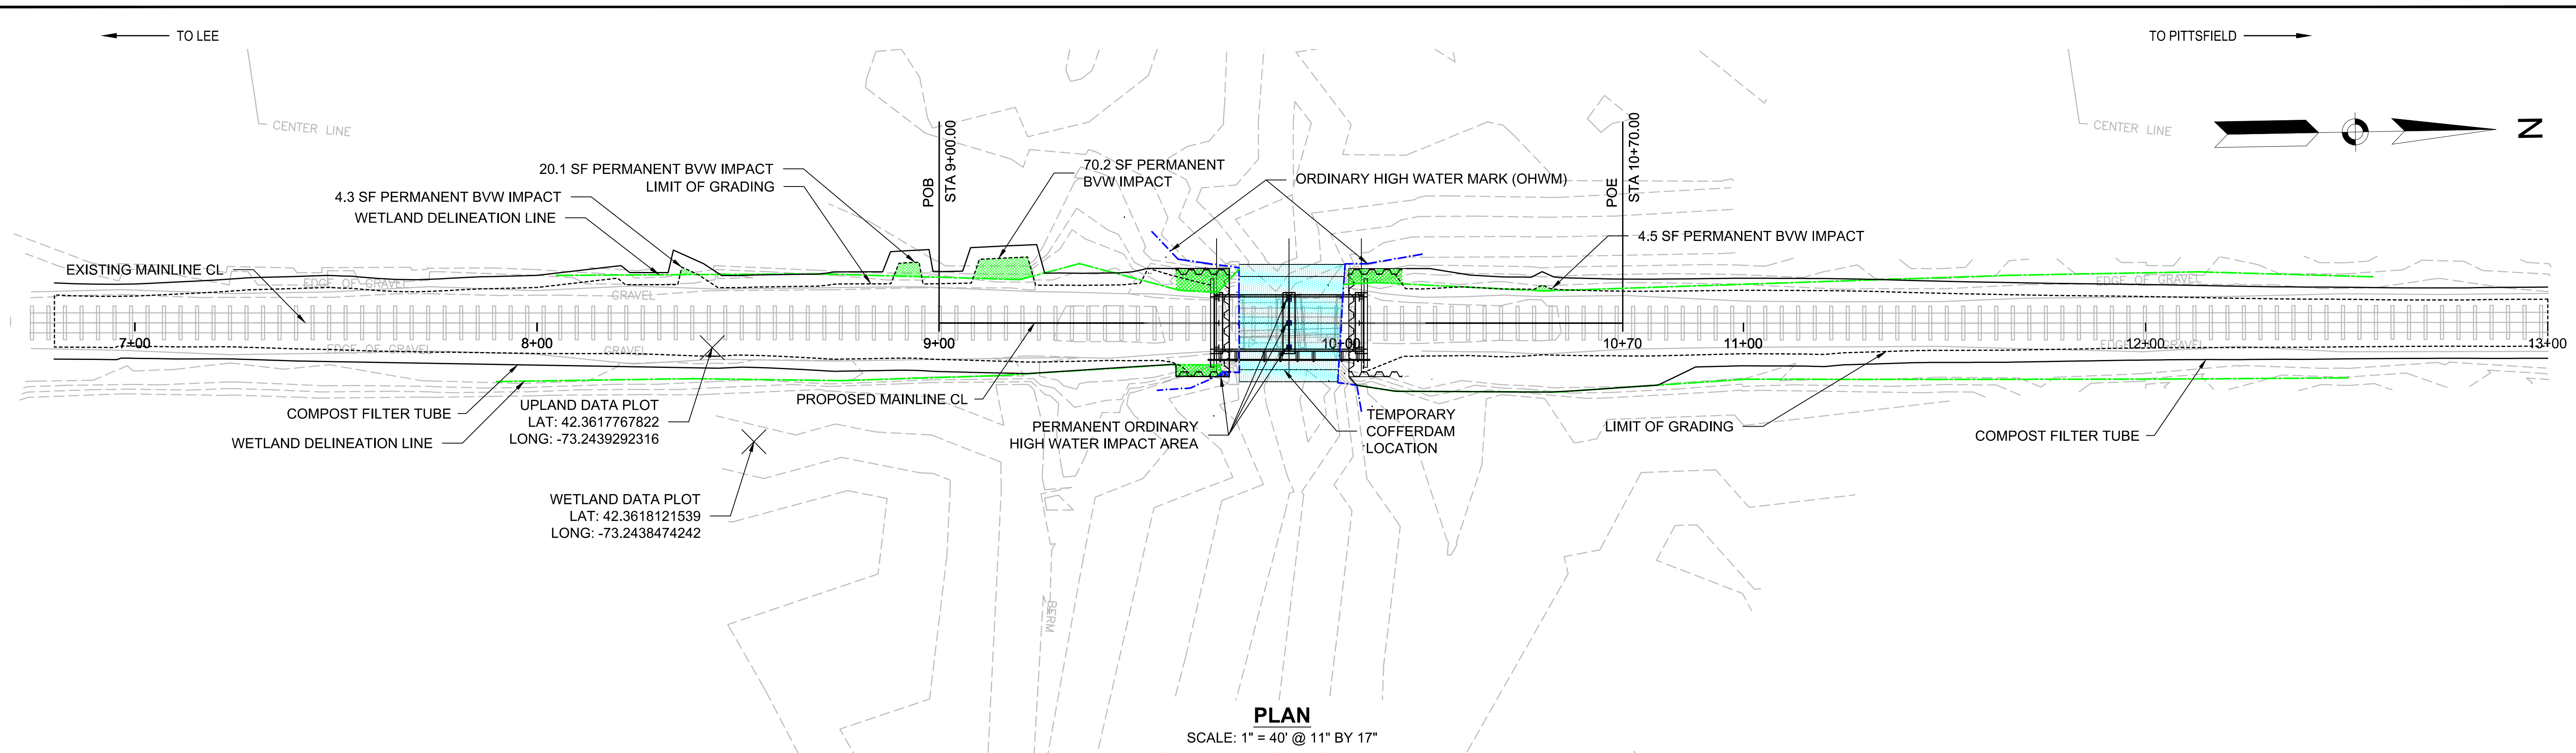 TO LEE
TO PITTSFIELD
CENTER LINE
CENTER LINE
N
20.1 SF PERMANENT BVW IMPACT
LIMIT OF GRADING
4.3 SF PERMANENT BVW IMPACT
WETLAND DELINEATION LINE
POB
STA 9+00.00
70.2 SF PERMANENT
BVW IMPACT
ORDINARY HIGH WATER MARK (OHWM)
POE
STA 10+70.00
4.5 SF PERMANENT BVW IMPACT
EXISTING MAINLINE CL
EDGE OF GRAVEL
GRAVEL
EDGE OF GRAVEL
7+00
8+00
9+00
10+00
10+70
11+00
12+00
13+00
EDGE OF GRAVEL
GRAVEL
EDGE OF GRAVEL
COMPOST FILTER TUBE
WETLAND DELINEATION LINE
UPLAND DATA PLOT
LAT: 42.3617767822
LONG: -73.2439292316
PROPOSED MAINLINE CL
PERMANENT ORDINARY
HIGH WATER IMPACT AREA
TEMPORARY
COFFERDAM
LOCATION
LIMIT OF GRADING
COMPOST FILTER TUBE
WETLAND DATA PLOT
LAT: 42.3618121539
LONG: -73.2438474242
BERM
PLAN
SCALE: 1" = 40' @ 11" BY 17"